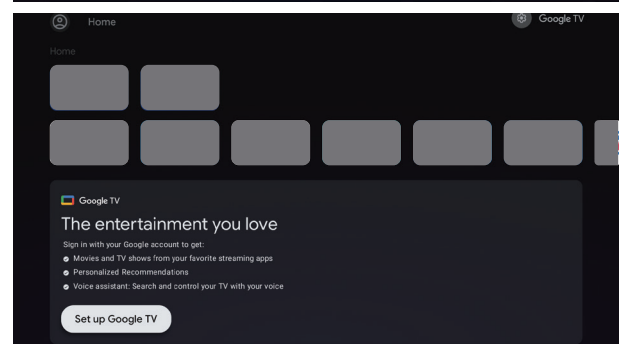 Home
Google TV
Home
Google TV
The entertainment you love
Sign in with your Google account to get:
Movies and TV shows from your favorite streaming apps
Personalized Recommendations
Voice assistant: Search and control your TV with your voice
Set up Google TV